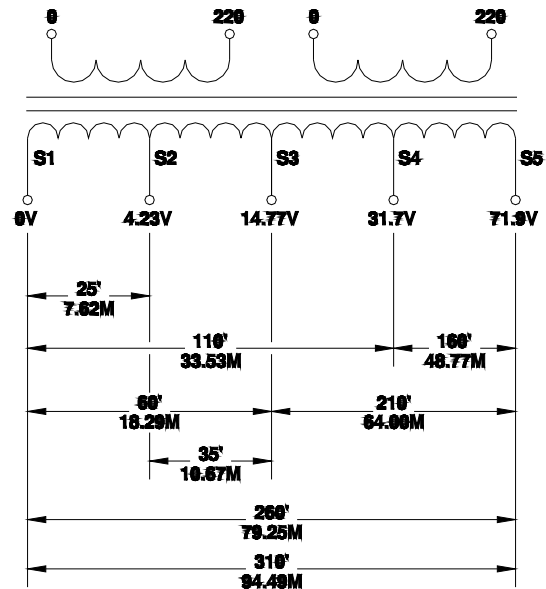 0 220 0 220
S1 S2 S3 S4 S5
0V 4.23V 14.77V 31.7V 71.9V
25'
7.62M
110' 160'
33.53M 48.77M
60' 210'
18.29M 64.00M
35'
10.67M
260'
79.25M
310'
94.49M